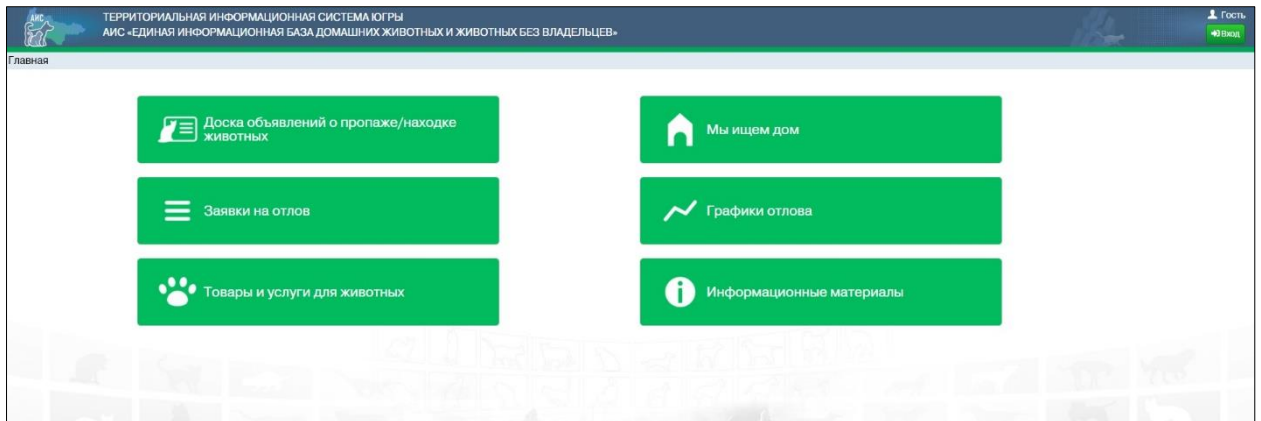 АИС
ТЕРРИТОРИАЛЬНАЯ ИНФОРМАЦИОННАЯ СИСТЕМА ЮГРЫ
АИС «ЕДИНАЯ ИНФОРМАЦИОННАЯ БАЗА ДОМАШНИХ ЖИВОТНЫХ И ЖИВОТНЫХ БЕЗ ВЛАДЕЛЬЦЕВ»
Гость
Вход
Главная
Доска объявлений о пропаже/находке
животных
Мы ищем дом
Заявки на отлов
Графики отлова
Товары и услуги для животных
Информационные материалы